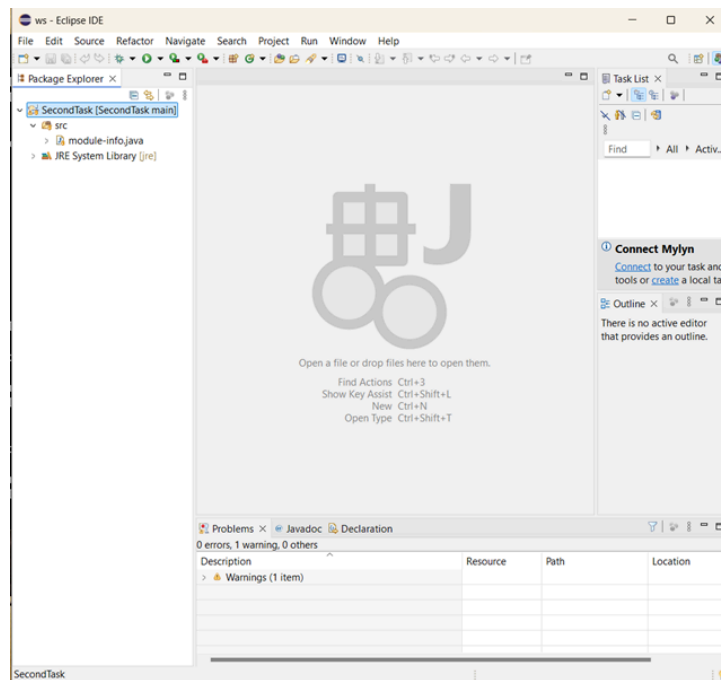 ws - Eclipse IDE
File Edit Source Refactor Navigate Search Project Run Window Help
Package Explorer
SecondTask [SecondTask main]
src
module-info.java
JRE System Library [jre]
Open a file or drop files here to open them.
Find Actions Ctrl+3
Show Key Assist Ctrl+Shift+L
New Ctrl+N
Open Type Ctrl+Shift+T
Task List
Find All Activ...
Connect Mylyn
Connect to your task and
tools or create a local ta
Outline
There is no active editor
that provides an outline.
Problems Javadoc Declaration
0 errors, 1 warning, 0 others
Description Resource Path Location
Warnings (1 item)
SecondTask